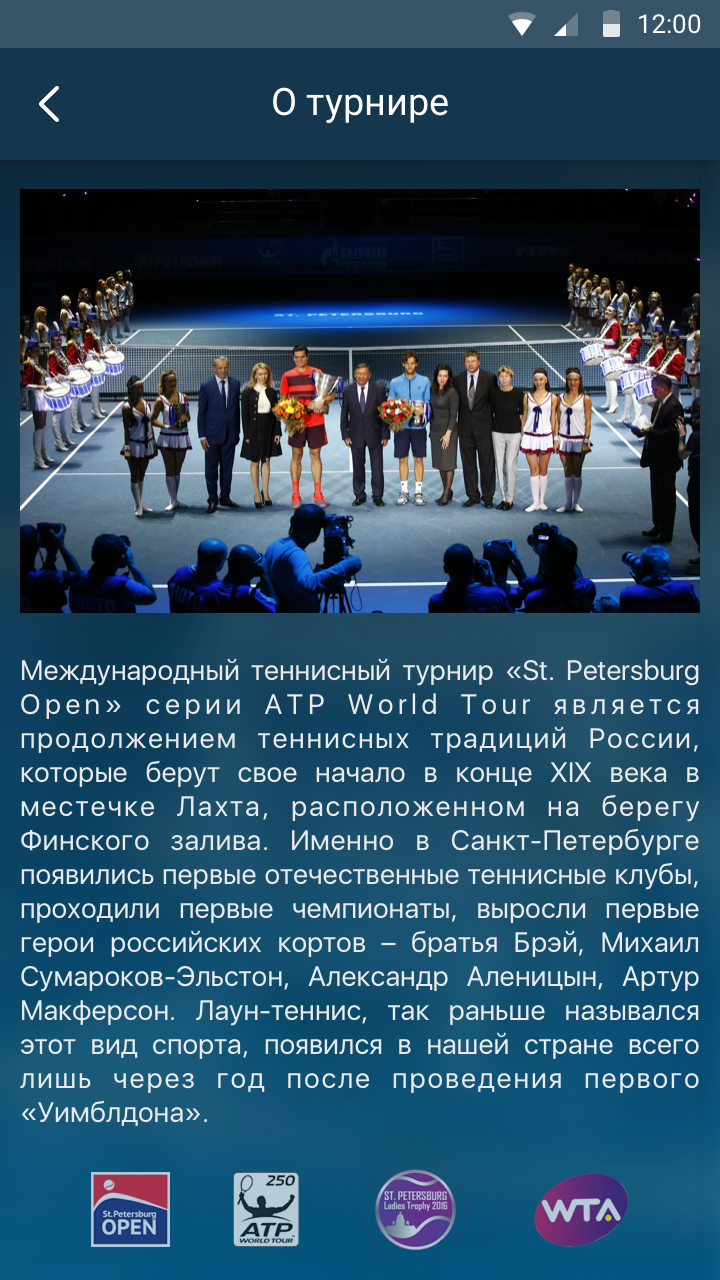 12:00
О турнире
GAZPROM
ST. PETERSBURG
Международный теннисный турнир «St. Petersburg
Open» серии ATP World Tour является
продолжением теннисных традиций России,
которые берут свое начало в конце XIX века в
местечке Лахта, расположенном на берегу
Финского залива. Именно в Санкт-Петербурге
появились первые отечественные теннисные клубы,
проходили первые чемпионаты, выросли первые
герои российских кортов – братья Брэй, Михаил
Сумароков-Эльстон, Александр Аленицын, Артур
Макферсон. Лаун-теннис, так раньше назывался
этот вид спорта, появился в нашей стране всего
лишь через год после проведения первого
«Уимблдона».
St.Petersburg
OPEN
250
ATP
WORLD TOUR
ST. PETERSBURG
Ladies Trophy 2016
WTA